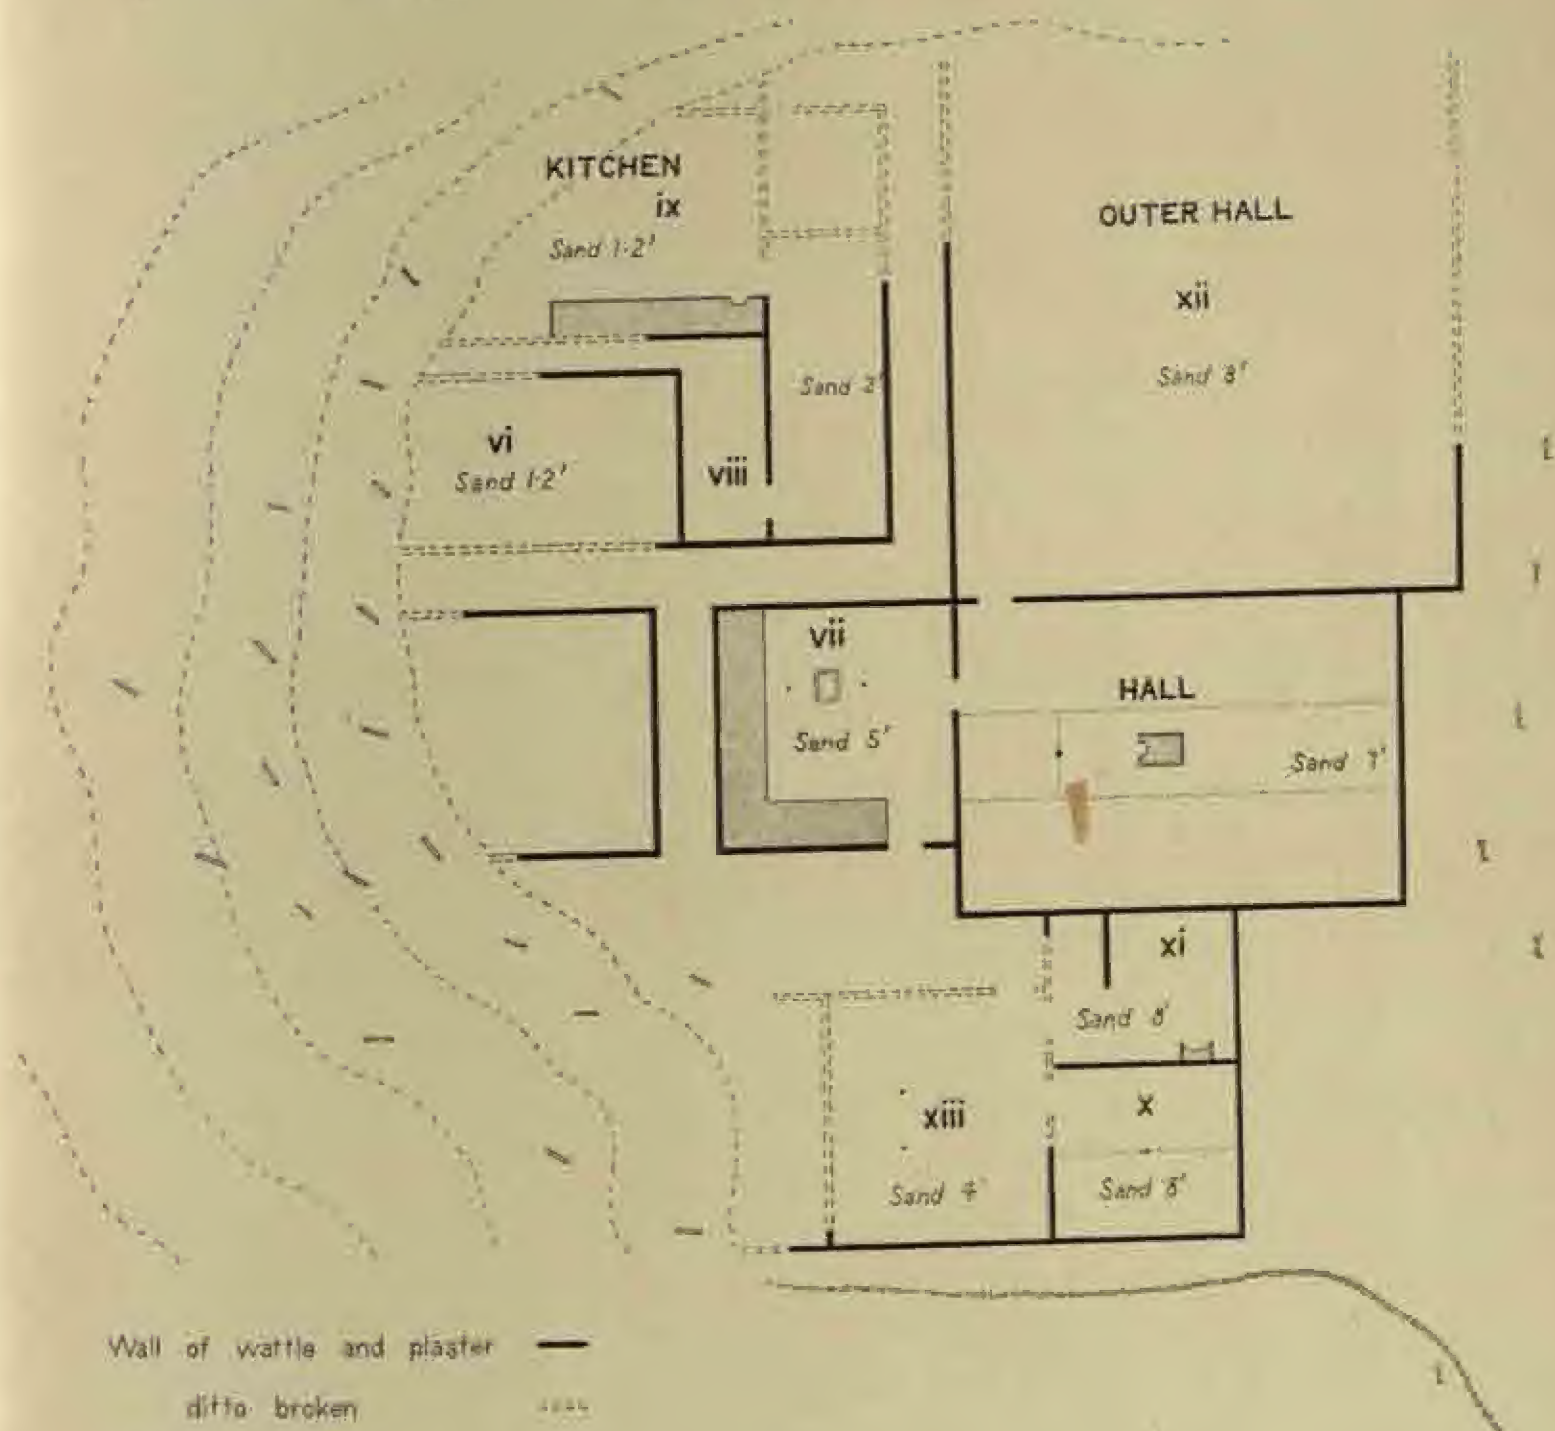 KITCHEN
ix
Sand 1·2'
OUTER HALL
xii
Sand 8'
Sand 2'
vi
Sand 1·2'
viii
vii
Sand 5'
HALL
Sand 7'
xi
Sand 8'
x
Sand 8'
xiii
Sand 4'
Wall of wattle and plaster
ditto broken